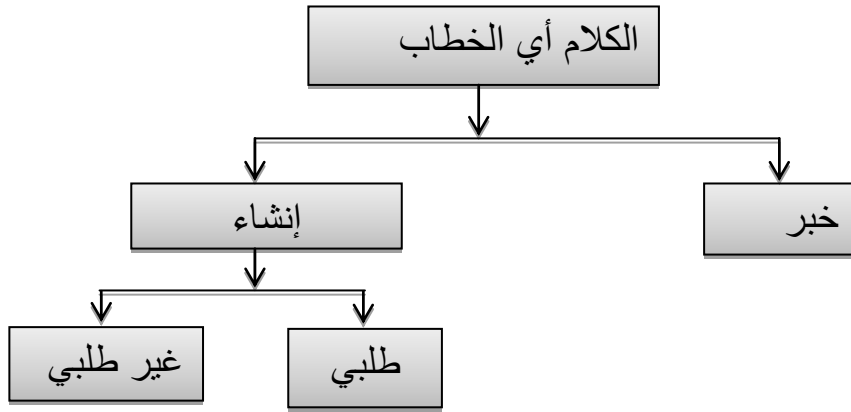 الكلام أي الخطاب
خبر
إنشاء
طلبي
غير طلبي